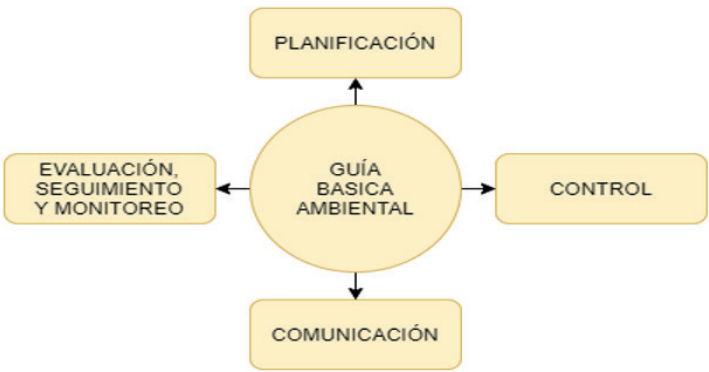 PLANIFICACIÓN
EVALUACIÓN,
SEGUIMIENTO
Y MONITOREO
GUÍA
BASICA
AMBIENTAL
CONTROL
COMUNICACIÓN